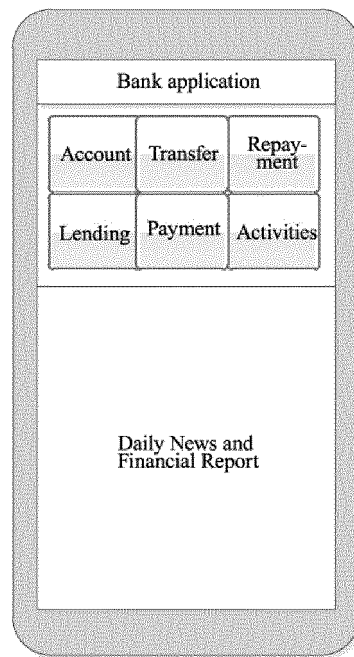 Bank application
Account Transfer Repay-
ment
Lending Payment Activities
Daily News and
Financial Report